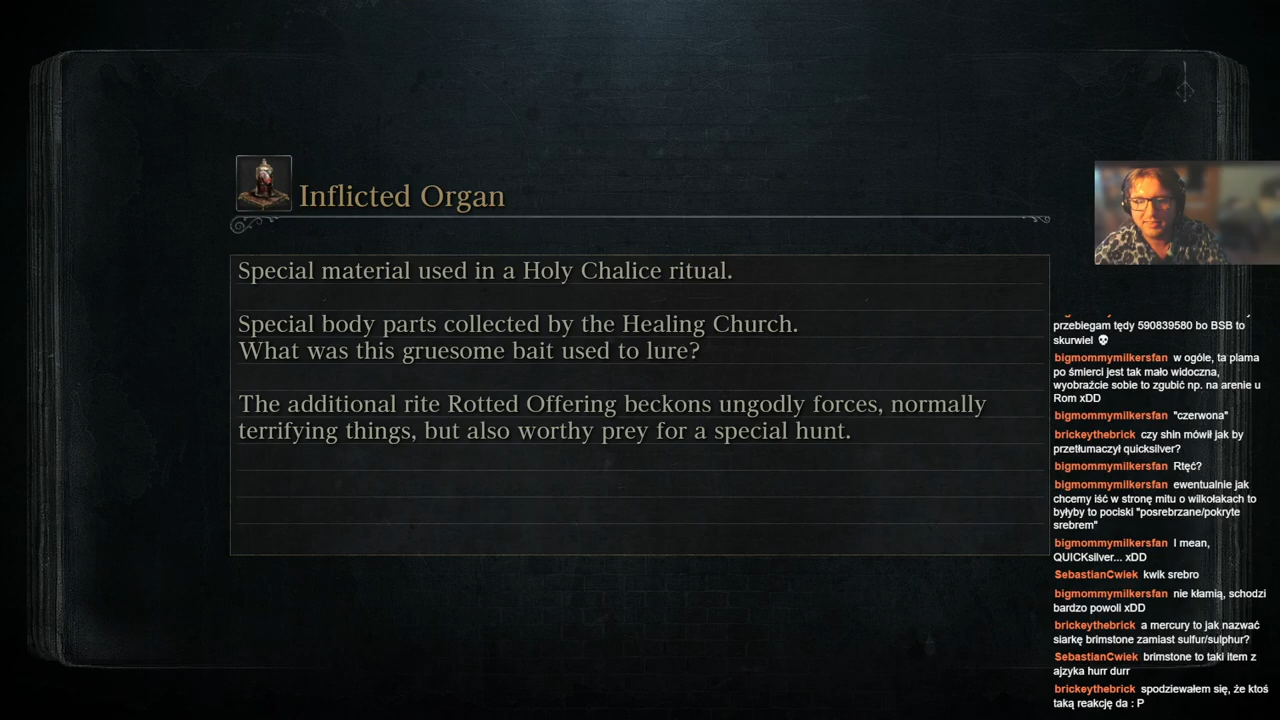 Inflicted Organ
Special material used in a Holy Chalice ritual.
Special body parts collected by the Healing Church.
What was this gruesome bait used to lure?
The additional rite Rotted Offering beckons ungodly forces, normally
terrifying things, but also worthy prey for a special hunt.
przebiegam tędy 590839580 bo BSB to
skurwiel 💀
bigmommymilkersfan w ogóle, ta plama
po śmierci jest tak mało widoczna,
wyobraźcie sobie to zgubić np. na arenie u
Rom xDD
bigmommymilkersfan "czerwona"
brickeythebrick czy shin mówił jak by
przetłumaczył quicksilver?
bigmommymilkersfan Rtęć?
bigmommymilkersfan ewentualnie jak
chcemy iść w stronę mitu o wilkołakach to
byłyby to pociski "posrebrzane/pokryte
srebrem"
bigmommymilkersfan I mean,
QUICKsilver... xDD
SebastianCwiek kwik srebro
bigmommymilkersfan nie kłamią, schodzi
bardzo powoli xDD
brickeythebrick a mercury to jak nazwać
siarkę brimstone zamiast sulfur/sulphur?
SebastianCwiek brimstone to taki item z
ajzyka hurr durr
brickeythebrick spodziewałem się, że ktoś
taką reakcję da : P